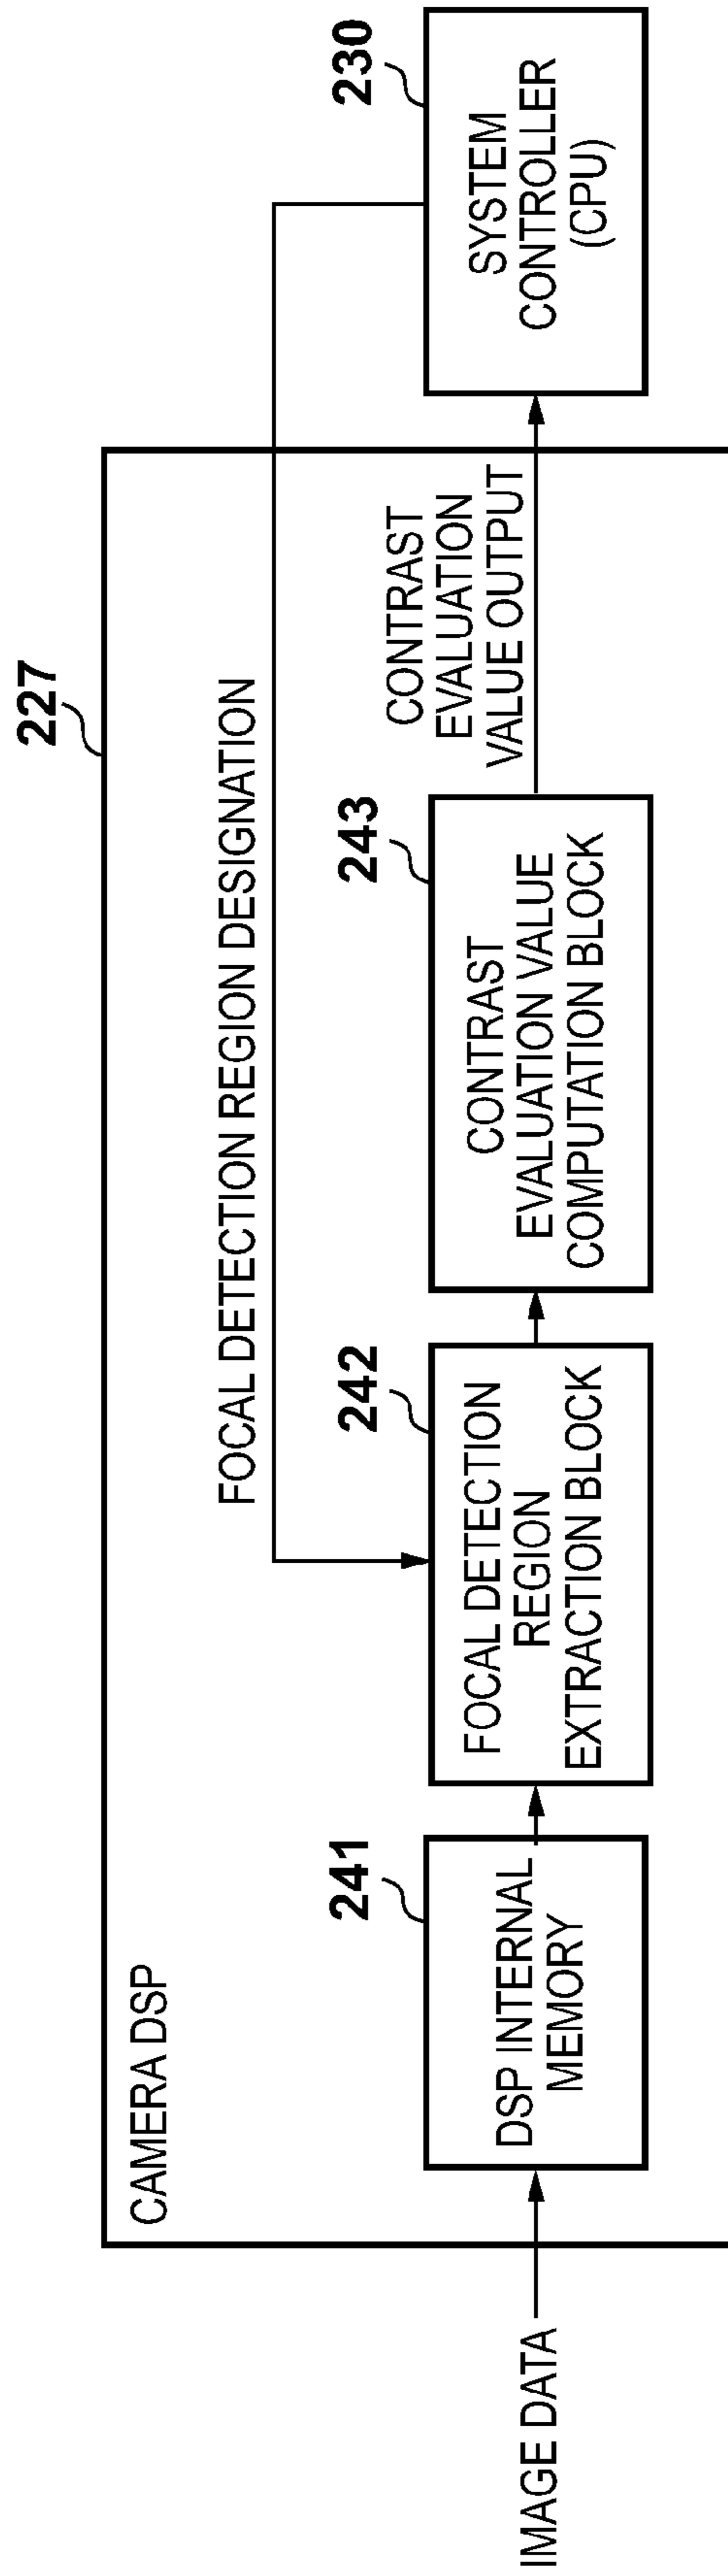 227
CAMERA DSP
FOCAL DETECTION REGION DESIGNATION
IMAGE DATA
241
DSP INTERNAL
MEMORY
242
FOCAL DETECTION
REGION
EXTRACTION BLOCK
243
CONTRAST
EVALUATION VALUE
COMPUTATION BLOCK
CONTRAST
EVALUATION
VALUE OUTPUT
230
SYSTEM
CONTROLLER
(CPU)